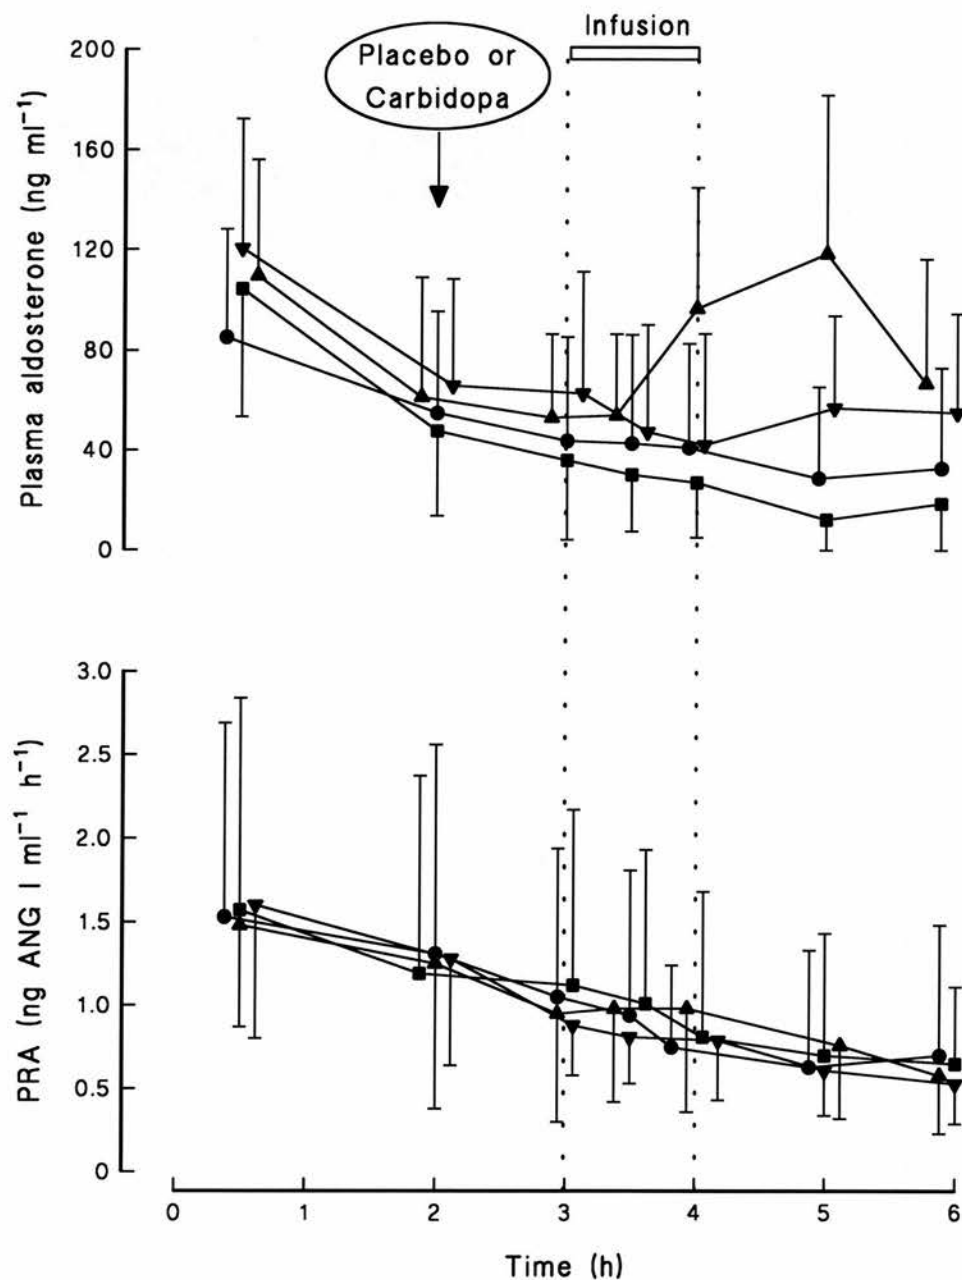 Infusion
Placebo or
Carbidopa
Plasma aldosterone (ng ml⁻¹)
200
160
120
80
40
0
PRA (ng ANG I ml⁻¹ h⁻¹)
3.0
2.5
2.0
1.5
1.0
0.5
0
0 1 2 3 4 5 6
Time (h)